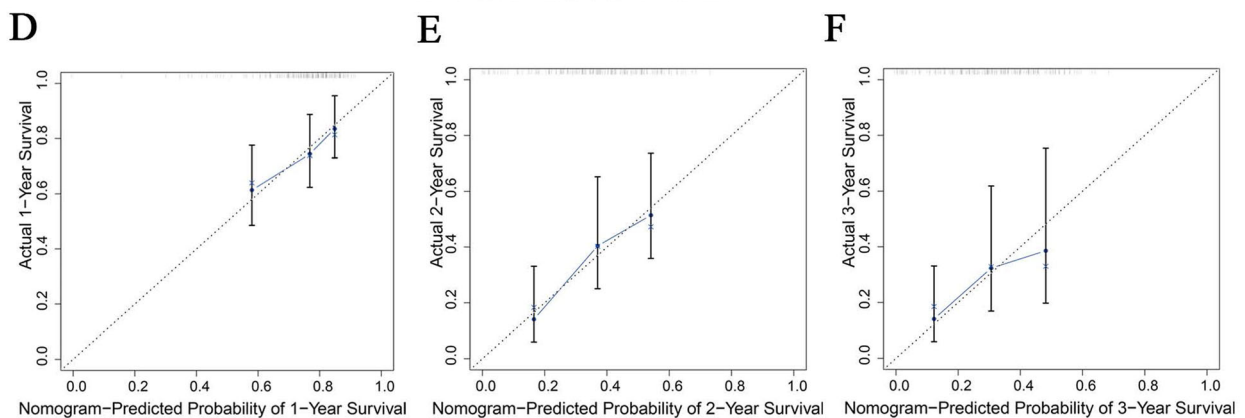 D
E
F
Actual 1−Year Survival
1.0
0.8
0.6
0.4
0.2
0.0
0.0 0.2 0.4 0.6 0.8 1.0
Nomogram−Predicted Probability of 1−Year Survival
Actual 2−Year Survival
1.0
0.8
0.6
0.4
0.2
0.0
0.0 0.2 0.4 0.6 0.8 1.0
Nomogram−Predicted Probability of 2−Year Survival
Actual 3−Year Survival
1.0
0.8
0.6
0.4
0.2
0.0
0.0 0.2 0.4 0.6 0.8 1.0
Nomogram−Predicted Probability of 3−Year Survival